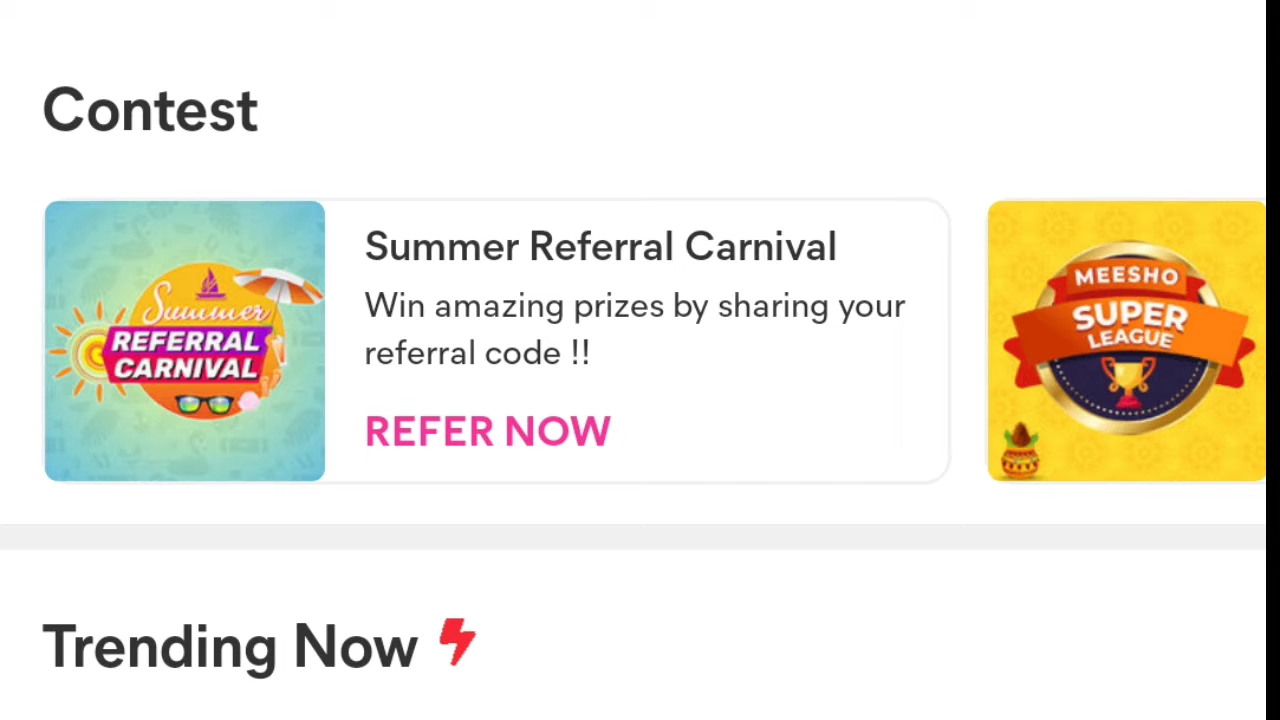 Contest
Summer
REFERRAL
CARNIVAL
Summer Referral Carnival
Win amazing prizes by sharing your
referral code !!
REFER NOW
MEESHO
SUPER
LEAGUE
Trending Now